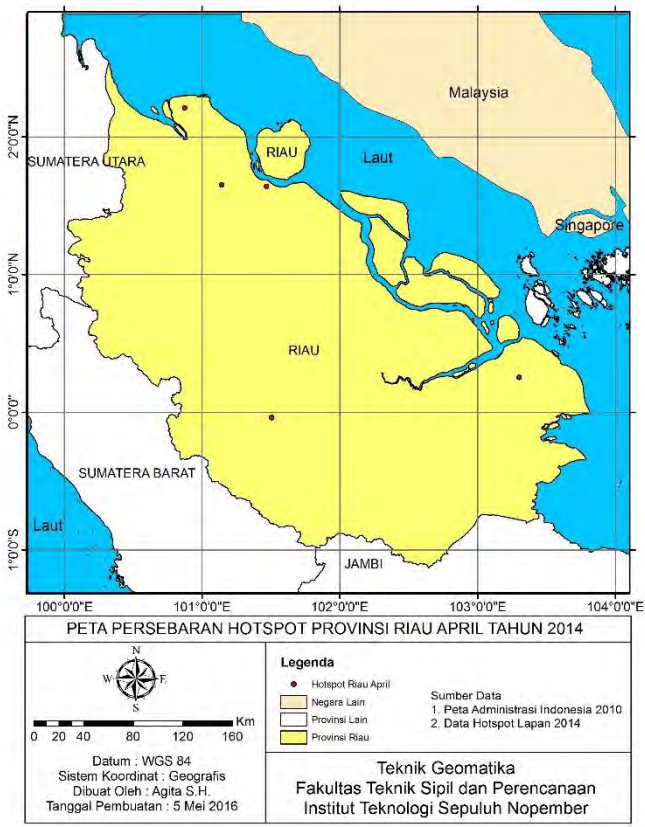 Malaysia
2°0'0"N
RIAU
Laut
SUMATERA UTARA
Singapore
1°0'0"N
RIAU
0°0'0"
SUMATERA BARAT
Laut
JAMBI
1°0'0"S
100°0'0"E 101°0'0"E 102°0'0"E 103°0'0"E 104°0'0"E
PETA PERSEBARAN HOTSPOT PROVINSI RIAU APRIL TAHUN 2014
N
W E
S
Km
0 20 40 80 120 160
Datum : WGS 84
Sistem Koordinat : Geografis
Dibuat Oleh : Agita S.H.
Tanggal Pembuatan : 5 Mei 2016
Legenda
Hotspot Riau April
Negara Lain
Provinsi Lain
Provinsi Riau
Sumber Data
1. Peta Administrasi Indonesia 2010
2. Data Hotspot Lapan 2014
Teknik Geomatika
Fakultas Teknik Sipil dan Perencanaan
Institut Teknologi Sepuluh Nopember